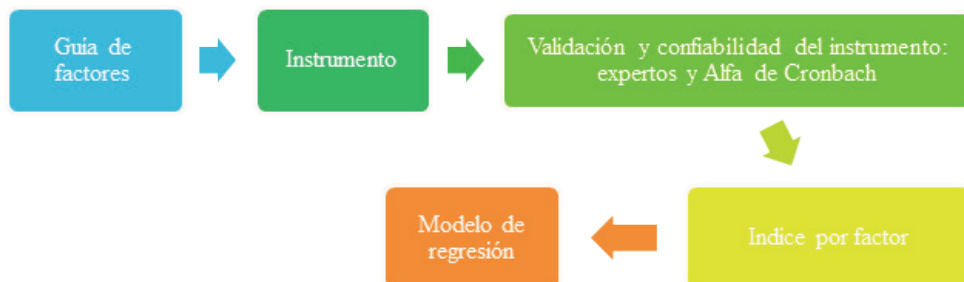 Guia de
factores
Instrumento
Validación y confiabilidad del instrumento:
expertos y Alfa de Cronbach
Modelo de
regresión
Indice por factor